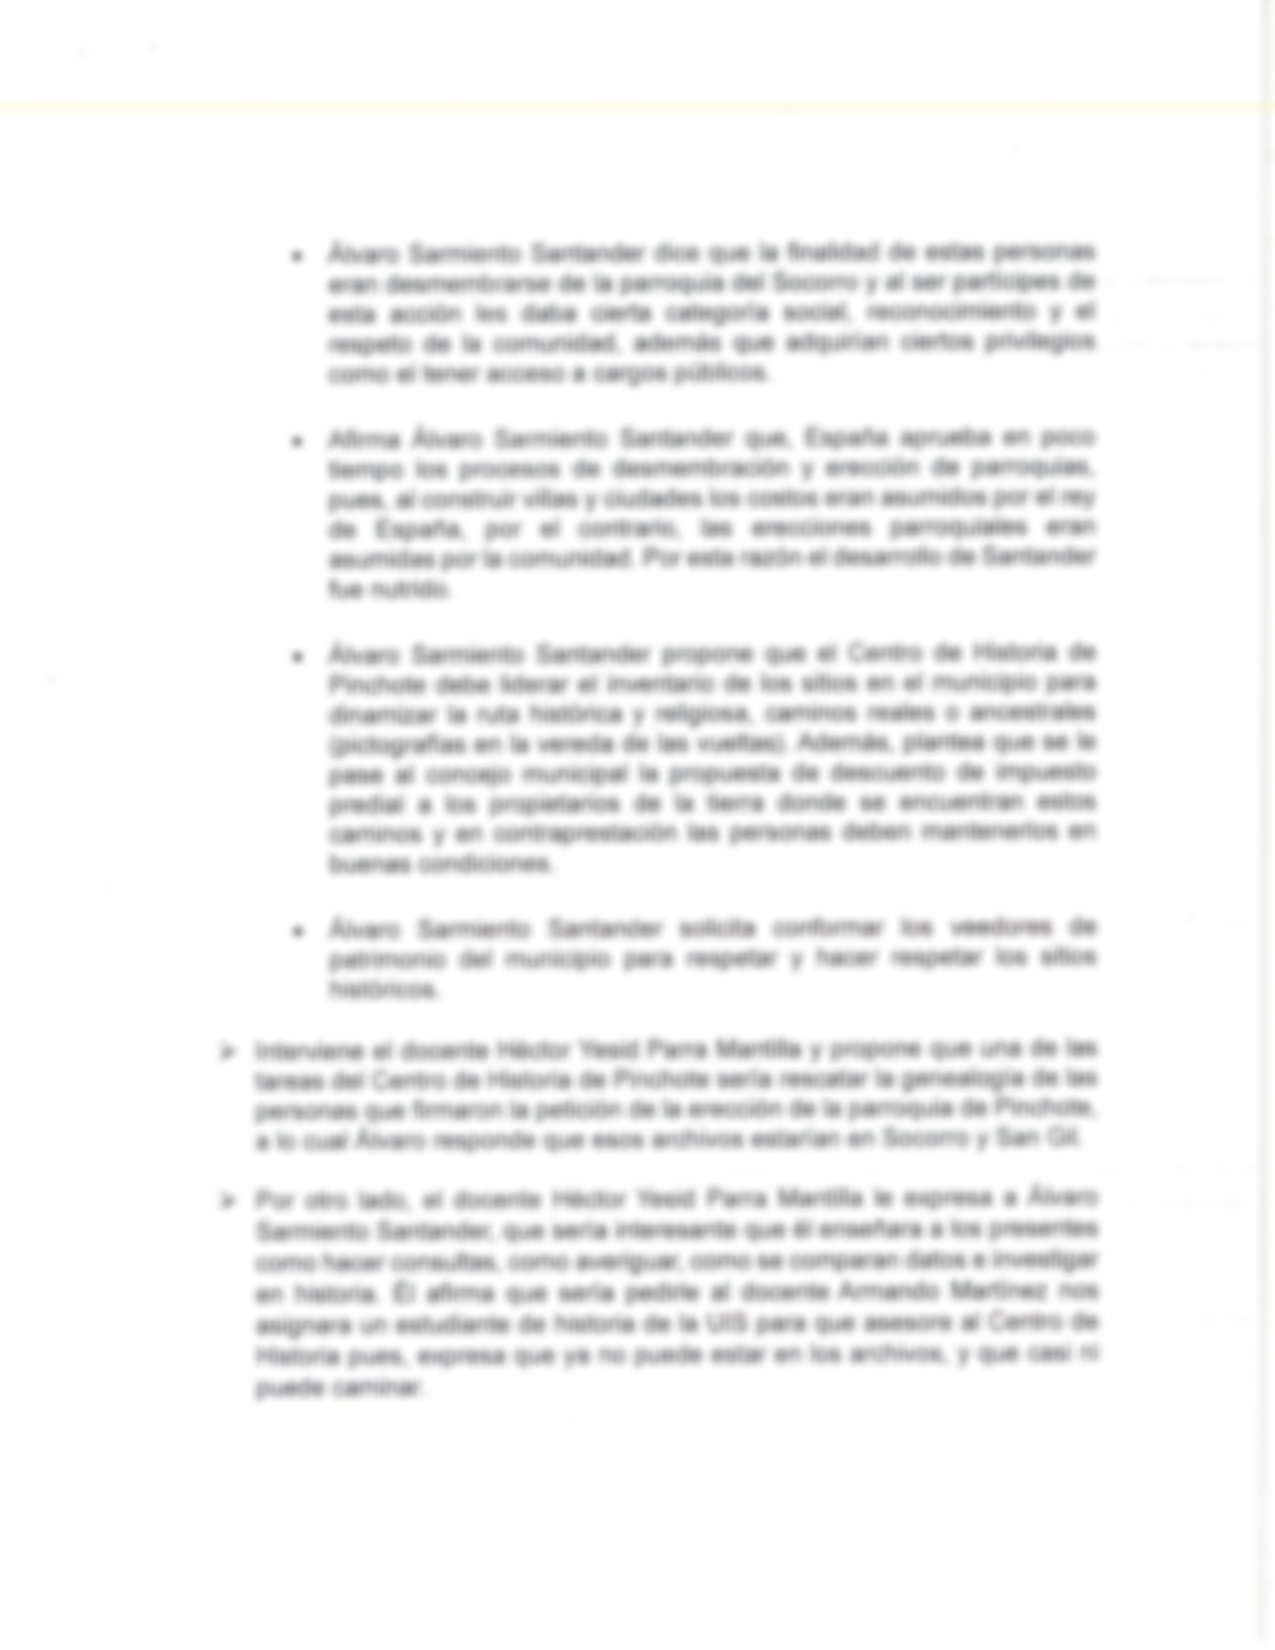 • Álvaro Sarmiento Santander dice que la finalidad de estas personas
eran desmembrarse de la parroquia del Socorro y al ser partícipes de
esta acción les daba cierta categoría social, reconocimiento y el
respeto de la comunidad, además que adquirían ciertos privilegios
como el tener acceso a cargos públicos.
• Afirma Álvaro Sarmiento Santander que, España aprueba en poco
tiempo los procesos de desmembración y erección de parroquias,
pues, al construir villas y ciudades los costos eran asumidos por el rey
de España, por el contrario, las erecciones parroquiales eran
asumidas por la comunidad. Por esta razón el desarrollo de Santander
fue nutrido.
• Álvaro Sarmiento Santander propone que el Centro de Historia de
Pinchote debe liderar el inventario de los sitios en el municipio para
dinamizar la ruta histórica y religiosa, caminos reales o ancestrales
(pictografías en la vereda de las vueltas). Además, plantea que se le
pase al concejo municipal la propuesta de descuento de impuesto
predial a los propietarios de la tierra donde se encuentran estos
caminos y en contraprestación las personas deben mantenerlos en
buenas condiciones.
• Álvaro Sarmiento Santander solicita conformar los veedores de
patrimonio del municipio para respetar y hacer respetar los sitios
históricos.
➢ Interviene el docente Héctor Yesid Parra Mantilla y propone que una de las
tareas del Centro de Historia de Pinchote sería rescatar la genealogía de las
personas que firmaron la petición de la erección de la parroquia de Pinchote,
a lo cual Álvaro responde que esos archivos estarían en Socorro y San Gil.
➢ Por otro lado, el docente Héctor Yesid Parra Mantilla le expresa a Álvaro
Sarmiento Santander, que sería interesante que él enseñara a los presentes
como hacer consultas, como averiguar, como se comparan datos e investigar
en historia. Él afirma que sería pedirle al docente Armando Martínez nos
asignara un estudiante de historia de la UIS para que asesore al Centro de
Historia pues, expresa que ya no puede estar en los archivos, y que casi ni
puede caminar.